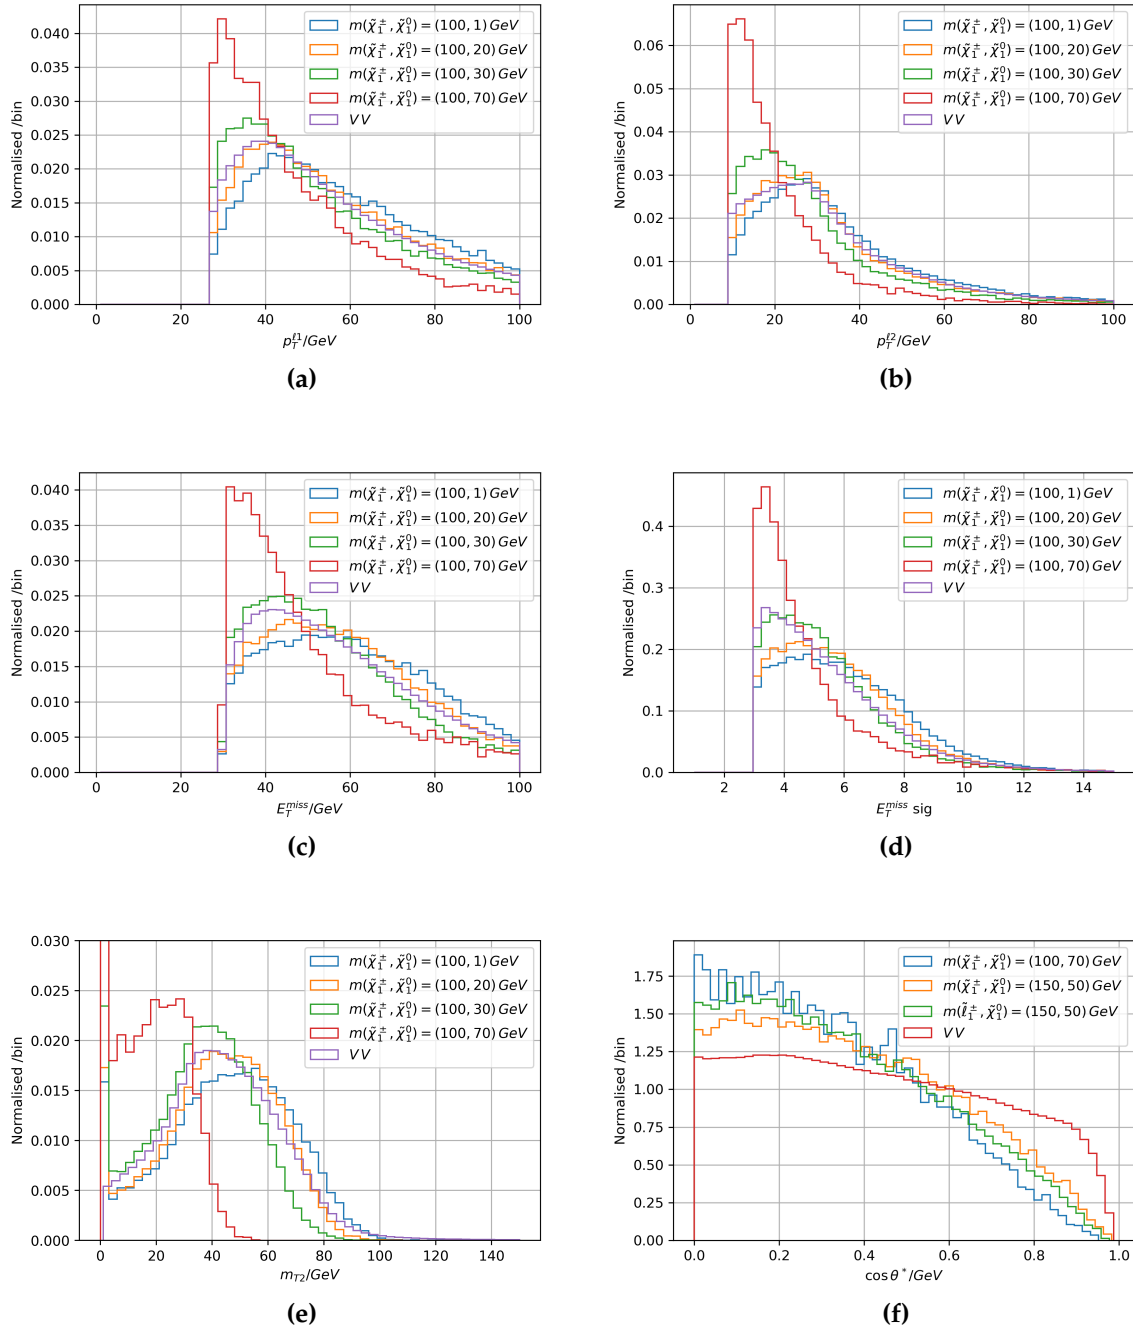 0.040
0.035
0.030
0.025
0.020
0.015
0.010
0.005
0.000
Normalised /bin
m(χ̃₁±, χ̃₁⁰) = (100, 1) GeV
m(χ̃₁±, χ̃₁⁰) = (100, 20) GeV
m(χ̃₁±, χ̃₁⁰) = (100, 30) GeV
m(χ̃₁±, χ̃₁⁰) = (100, 70) GeV
VV
0 20 40 60 80 100
p_T^ℓ1/GeV
(a)
0.06
0.05
0.04
0.03
0.02
0.01
0.00
Normalised /bin
m(χ̃₁±, χ̃₁⁰) = (100, 1) GeV
m(χ̃₁±, χ̃₁⁰) = (100, 20) GeV
m(χ̃₁±, χ̃₁⁰) = (100, 30) GeV
m(χ̃₁±, χ̃₁⁰) = (100, 70) GeV
VV
0 20 40 60 80 100
p_T^ℓ2/GeV
(b)
0.040
0.035
0.030
0.025
0.020
0.015
0.010
0.005
0.000
Normalised /bin
m(χ̃₁±, χ̃₁⁰) = (100, 1) GeV
m(χ̃₁±, χ̃₁⁰) = (100, 20) GeV
m(χ̃₁±, χ̃₁⁰) = (100, 30) GeV
m(χ̃₁±, χ̃₁⁰) = (100, 70) GeV
VV
0 20 40 60 80 100
E_T^miss/GeV
(c)
0.4
0.3
0.2
0.1
0.0
Normalised /bin
m(χ̃₁±, χ̃₁⁰) = (100, 1) GeV
m(χ̃₁±, χ̃₁⁰) = (100, 20) GeV
m(χ̃₁±, χ̃₁⁰) = (100, 30) GeV
m(χ̃₁±, χ̃₁⁰) = (100, 70) GeV
VV
2 4 6 8 10 12 14
E_T^miss sig
(d)
0.030
0.025
0.020
0.015
0.010
0.005
0.000
Normalised /bin
m(χ̃₁±, χ̃₁⁰) = (100, 1) GeV
m(χ̃₁±, χ̃₁⁰) = (100, 20) GeV
m(χ̃₁±, χ̃₁⁰) = (100, 30) GeV
m(χ̃₁±, χ̃₁⁰) = (100, 70) GeV
VV
0 20 40 60 80 100 120 140
m_T2/GeV
(e)
1.75
1.50
1.25
1.00
0.75
0.50
0.25
0.00
Normalised /bin
m(χ̃₁±, χ̃₁⁰) = (100, 70) GeV
m(χ̃₁±, χ̃₁⁰) = (150, 50) GeV
m(ℓ̃₁±, χ̃₁⁰) = (150, 50) GeV
VV
0.0 0.2 0.4 0.6 0.8 1.0
cos θ*/GeV
(f)